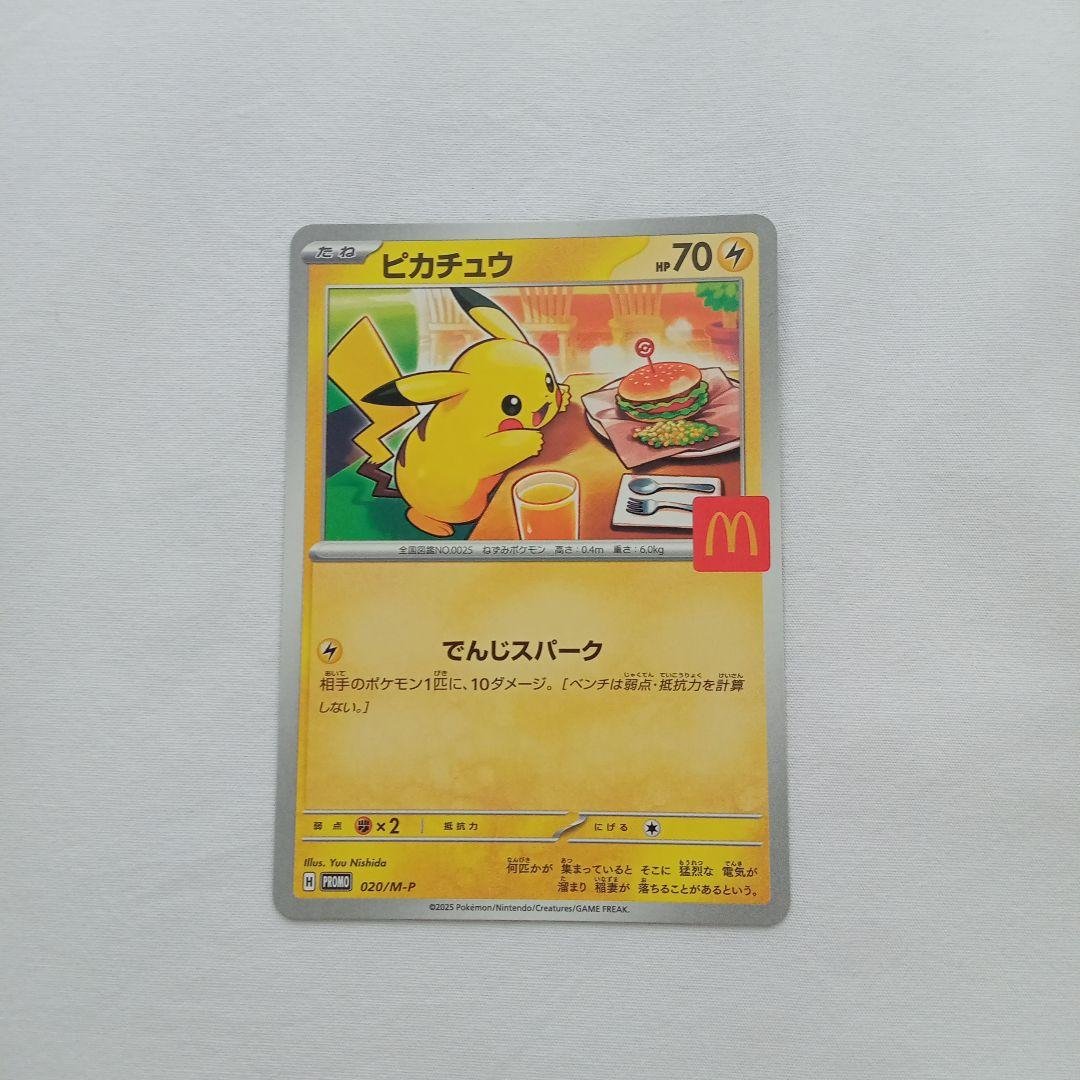 たね
ピカチュウ
HP 70
全国図鑑NO.0025 ねずみポケモン 高さ:0.4m 重さ:6.0kg
でんじスパーク
相手のポケモン1匹に、10ダメージ。[ベンチは弱点・抵抗力を計算
しない。]
弱点 ×2 抵抗力 にげる
Illus. Yuu Nishida
H PROMO 020/M-P
何匹かが 集まっていると そこに 猛烈な 電気が
溜まり 稲妻が 落ちることがあるという。
©2025 Pokémon/Nintendo/Creatures/GAME FREAK.